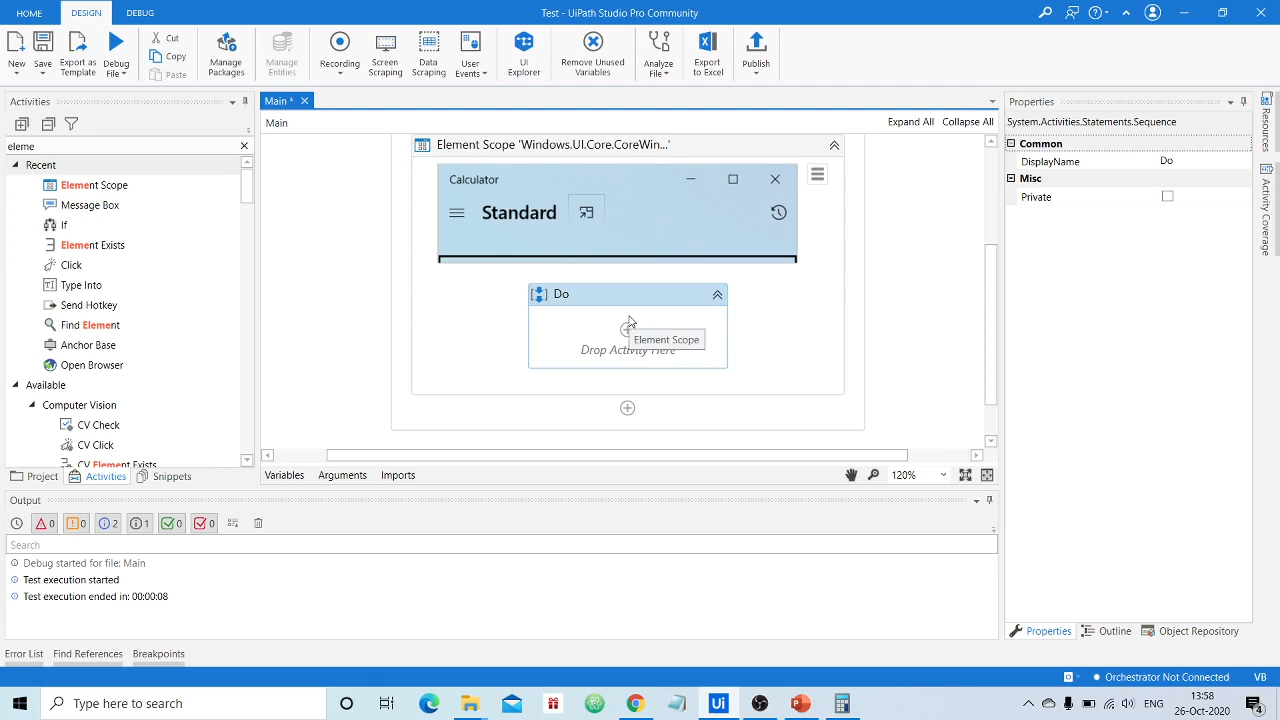 HOME DESIGN DEBUG Test - UiPath Studio Pro Community
New Save Export as Template Debug File Cut Copy Paste Manage Packages Manage Entities Recording Screen Scraping Data Scraping User Events UI Explorer Remove Unused Variables Analyze File Export to Excel Publish
Activities
eleme
Recent
Element Scope
Message Box
If
Element Exists
Click
Type Into
Send Hotkey
Find Element
Anchor Base
Open Browser
Available
Computer Vision
CV Check
CV Click
CV Element Exists
Project Activities Snippets
Main *
Main Expand All Collapse All
Element Scope 'Windows.UI.Core.CoreWin...'
Calculator
Standard
Do
Element Scope
Drop Activity Here
Variables Arguments Imports 120%
Properties
System.Activities.Statements.Sequence
Common
DisplayName Do
Misc
Private
Properties Outline Object Repository
Resources
Activity Coverage
Output
0 0 2 1 0 0
Search
Debug started for file: Main
Test execution started
Test execution ended in: 00:00:08
Error List Find References Breakpoints
Orchestrator Not Connected VB
Type here to search
Ui
13:58
26-Oct-2020
4